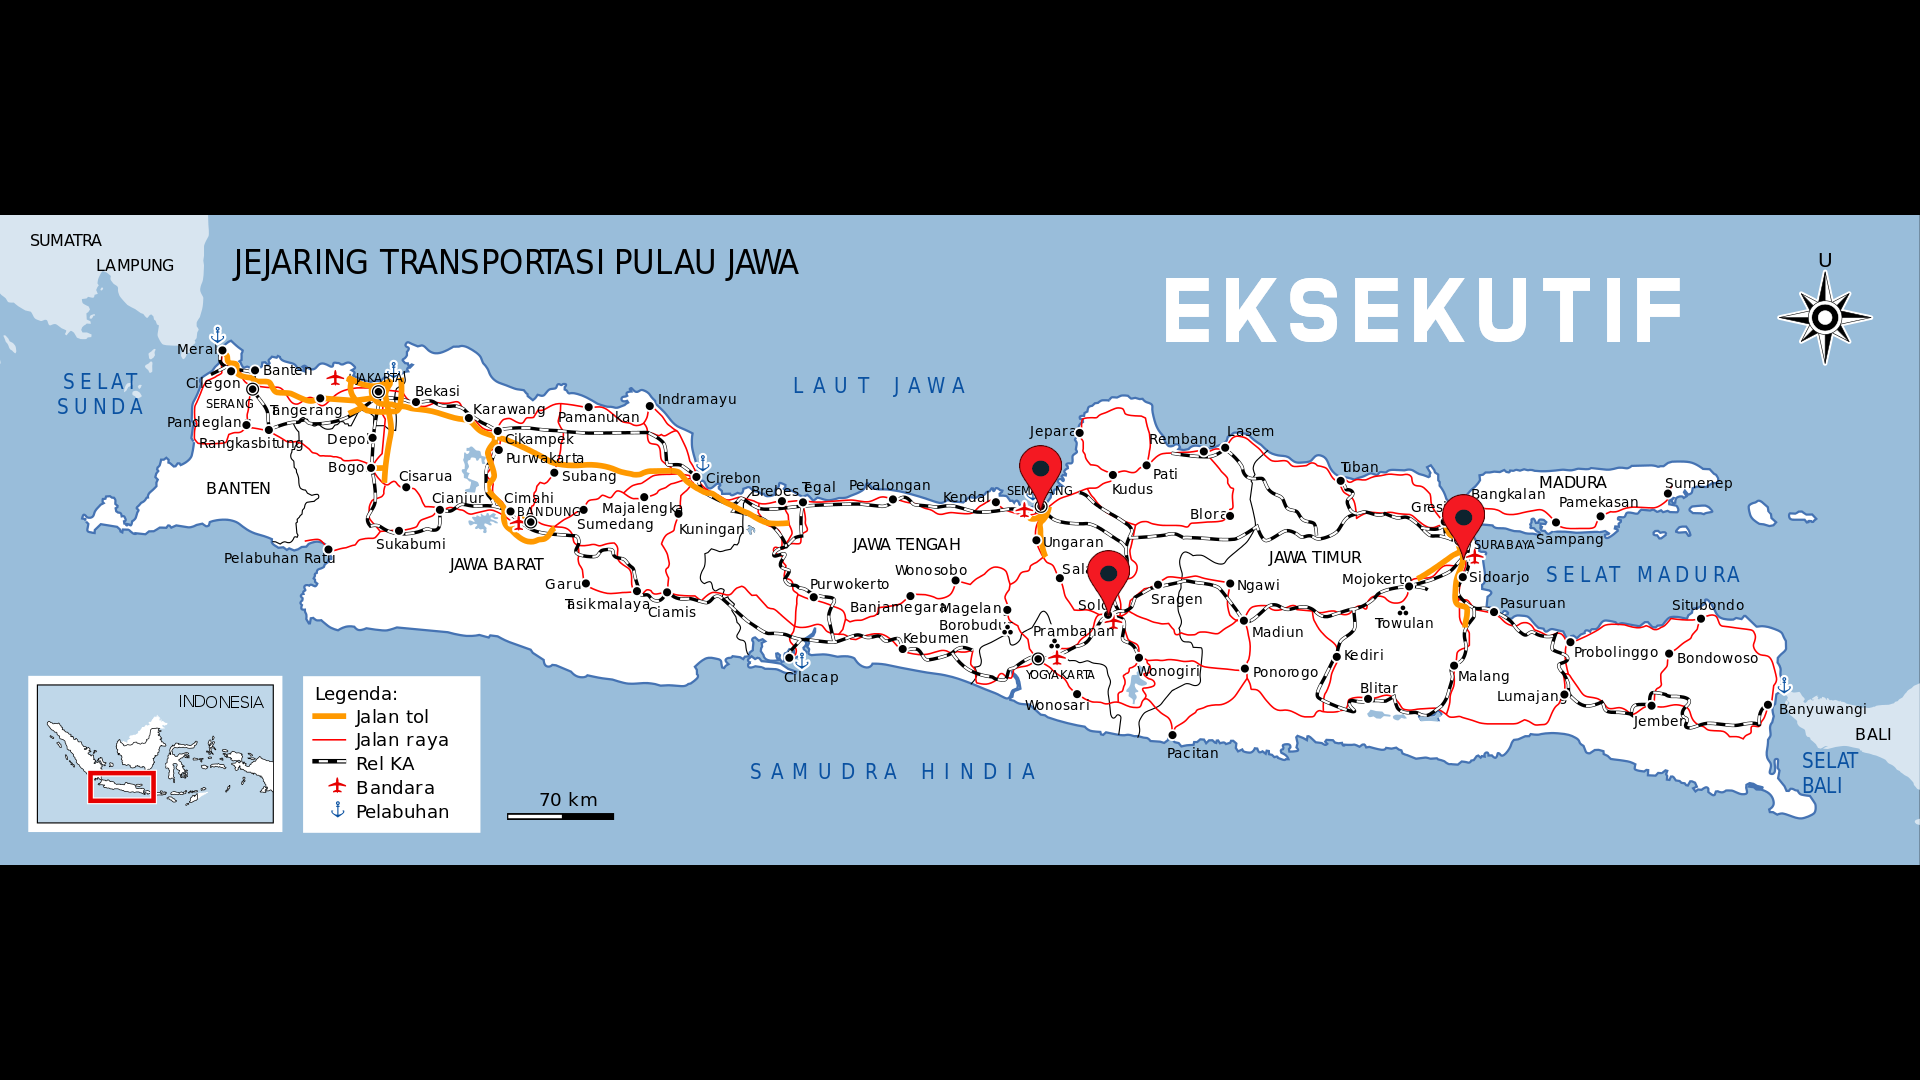 SUMATRA
LAMPUNG
JEJARING TRANSPORTASI PULAU JAWA
EKSEKUTIF
U
SELAT
SUNDA
LAUT JAWA
Merak
Banten
Cilegon
SERANG
JAKARTA
Bekasi
Tangerang
Pandeglang
Rangkasbitung
Depok
Karawang
Pamanukan
Indramayu
Cikampek
Purwakarta
Bogor
Cisarua
Subang
Cirebon
BANTEN
Cianjur
Cimahi
BANDUNG
Majalengka
Sumedang
Kuningan
Brebes
Tegal
Pekalongan
Kendal
SEMARANG
Jepara
Rembang
Lasem
Pati
Kudus
Blora
Tuban
Gresik
Bangkalan
MADURA
Pamekasan
Sumenep
Sampang
SURABAYA
Pelabuhan Ratu
Sukabumi
JAWA BARAT
Garut
Tasikmalaya
Ciamis
JAWA TENGAH
Wonosobo
Purwokerto
Banjarnegara
Magelang
Borobudur
Kebumen
Cilacap
Ungaran
Salatiga
Solo
Prambanan
YOGYAKARTA
Wonosari
Sragen
Wonogiri
Pacitan
JAWA TIMUR
Ngawi
Madiun
Ponorogo
Mojokerto
Towulan
Kediri
Blitar
Sidoarjo
SELAT MADURA
Pasuruan
Malang
Lumajang
Probolinggo
Situbondo
Bondowoso
Jember
Banyuwangi
BALI
SELAT
BALI
SAMUDRA HINDIA
INDONESIA
Legenda:
Jalan tol
Jalan raya
Rel KA
Bandara
Pelabuhan
70 km